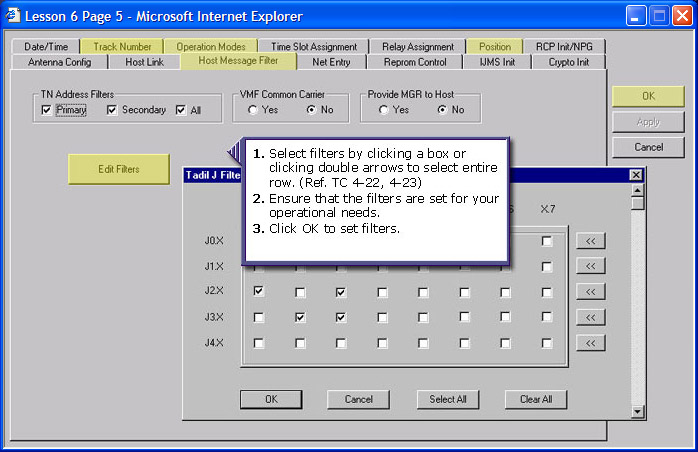 Lesson 6 Page 5 - Microsoft Internet Explorer
Date/Time Track Number Operation Modes Time Slot Assignment Relay Assignment Position RCP Init/NPG
Antenna Config Host Link Host Message Filter Net Entry Reprom Control IJMS Init Crypto Init
TN Address Filters VMF Common Carrier Provide MGR to Host
Primary Secondary All Yes No Yes No
OK
Apply
Cancel
Edit Filters
1. Select filters by clicking a box or
clicking double arrows to select entire
row. (Ref. TC 4-22, 4-23)
2. Ensure that the filters are set for your
operational needs.
3. Click OK to set filters.
Tadil J Filte
X.7
J0.X <<
J1.X <<
J2.X <<
J3.X <<
J4.X <<
OK Cancel Select All Clear All